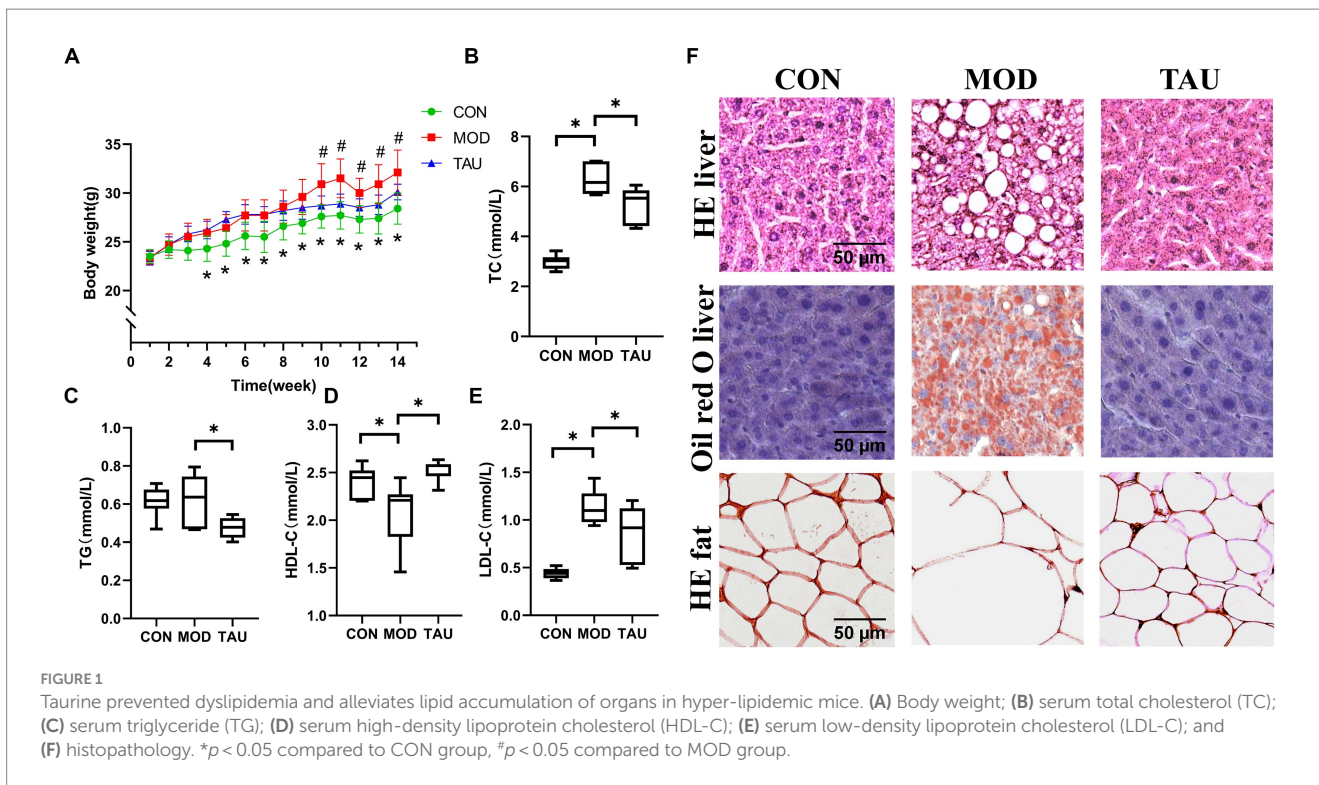 A
Body weight(g)
35
30
25
20
0 2 4 6 8 10 12 14
Time(week)
* * * * * * * * * * *
# # # # #
CON
MOD
TAU
B
TC(mmol/L)
8
6
4
2
0
CON MOD TAU
* *
C
TG(mmol/L)
1.0
0.8
0.6
0.4
0.2
0.0
CON MOD TAU
*
D
HDL-C(mmol/L)
3.0
2.5
2.0
1.5
1.0
CON MOD TAU
* *
E
LDL-C(mmol/L)
2.0
1.5
1.0
0.5
0.0
CON MOD TAU
* *
F
CON MOD TAU
HE liver
50 μm
Oil red O liver
50 μm
HE fat
50 μm
FIGURE 1
Taurine prevented dyslipidemia and alleviates lipid accumulation of organs in hyper-lipidemic mice. (A) Body weight; (B) serum total cholesterol (TC);
(C) serum triglyceride (TG); (D) serum high-density lipoprotein cholesterol (HDL-C); (E) serum low-density lipoprotein cholesterol (LDL-C); and
(F) histopathology. *p < 0.05 compared to CON group, #p < 0.05 compared to MOD group.